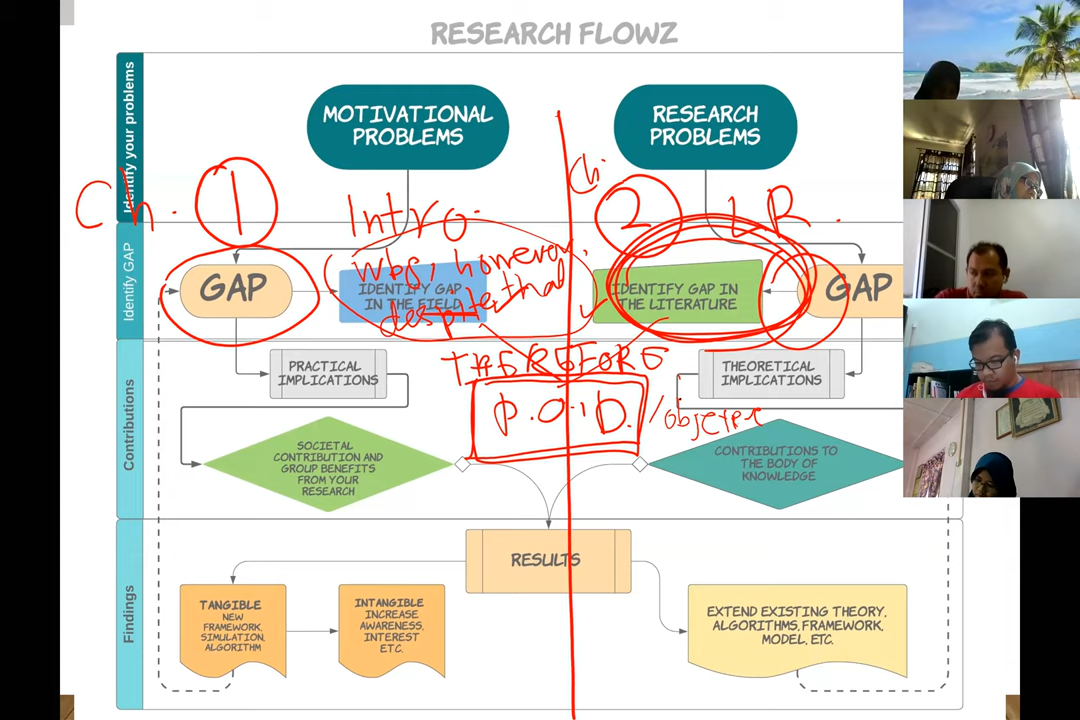 RESEARCH FLOWZ
Identify your problems
MOTIVATIONAL
PROBLEMS
RESEARCH
PROBLEMS
Ch. 1
Intro.
Ch. 2
LR.
Identify GAP
GAP
IDENTIFY GAP
IN THE FIELD
however,
despite that
IDENTIFY GAP IN
THE LITERATURE
GAP
THEREFORE
P.O.I.D. /
Contributions
PRACTICAL
IMPLICATIONS
THEORETICAL
IMPLICATIONS
SOCIETAL
CONTRIBUTION AND
GROUP BENEFITS
FROM YOUR
RESEARCH
CONTRIBUTIONS TO
THE BODY OF
KNOWLEDGE
Findings
RESULTS
TANGIBLE
NEW
FRAMEWORK,
SIMULATION,
ALGORITHM
INTANGIBLE
INCREASE
AWARENESS,
INTEREST
ETC.
EXTEND EXISTING THEORY,
ALGORITHMS, FRAMEWORK,
MODEL, ETC.